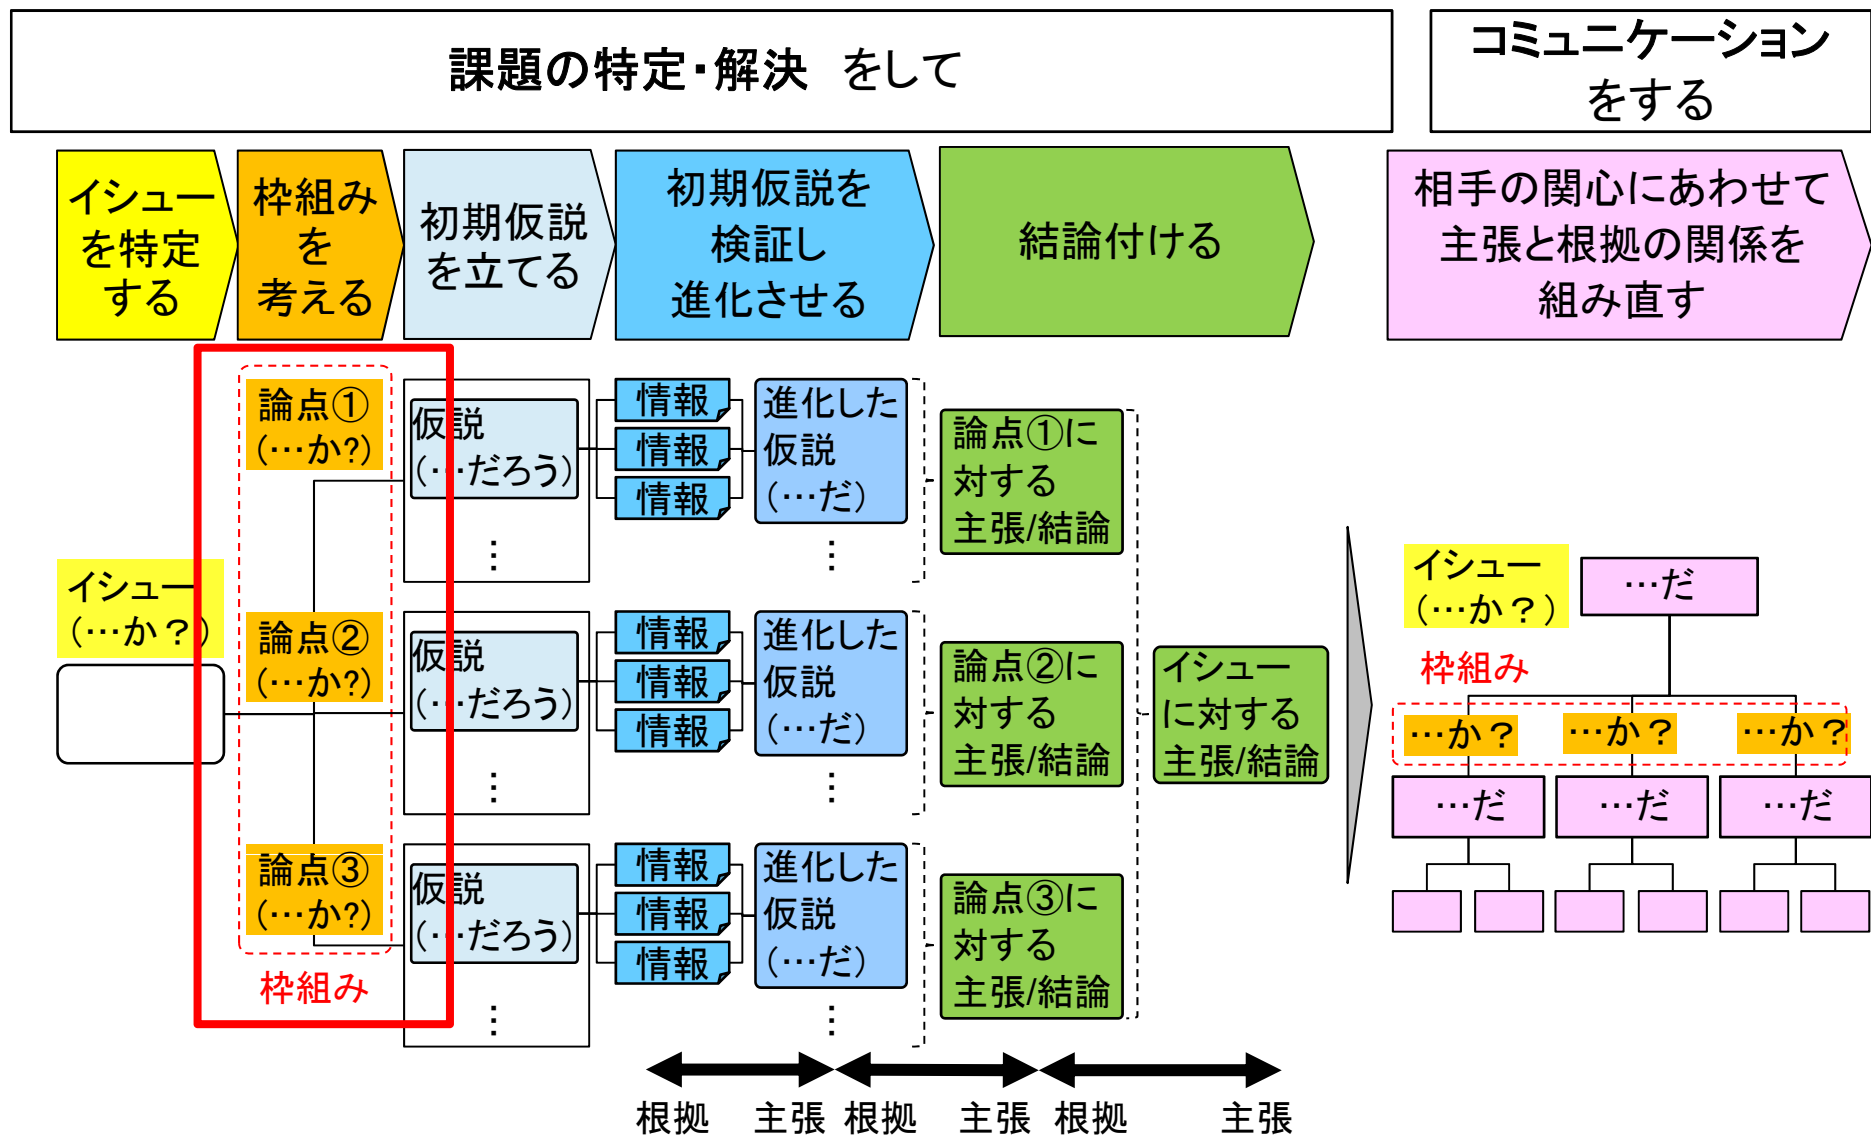 課題の特定・解決　をして
コミュニケーション
をする
イシュー
を特定
する
枠組み
を
考える
初期仮説
を立てる
初期仮説を
検証し
進化させる
結論付ける
相手の関心にあわせて
主張と根拠の関係を
組み直す
イシュー
(…か？)
論点①
(…か?)
論点②
(…か?)
論点③
(…か?)
枠組み
仮説
(…だろう)
⋮
仮説
(…だろう)
⋮
仮説
(…だろう)
⋮
情報
情報
情報
情報
情報
情報
情報
情報
情報
進化した
仮説
(…だ)
⋮
進化した
仮説
(…だ)
⋮
進化した
仮説
(…だ)
⋮
論点①に
対する
主張/結論
論点②に
対する
主張/結論
論点③に
対する
主張/結論
イシュー
に対する
主張/結論
根拠　主張 根拠　主張 根拠　主張
イシュー
(…か？)
…だ
枠組み
…か？ …か？ …か？
…だ …だ …だ